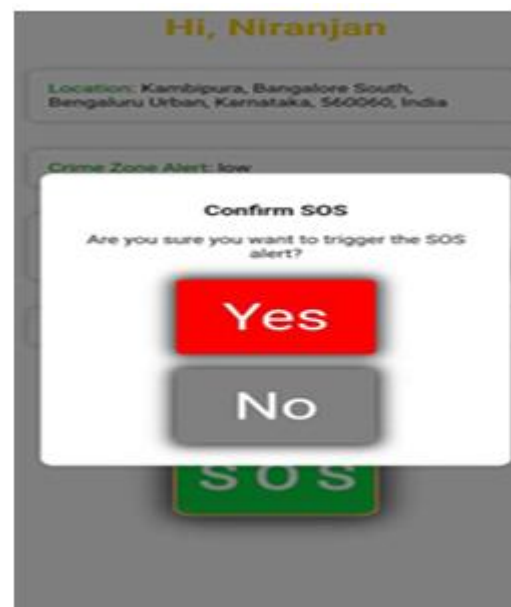 Hi, Niranjan
Location: Kambipura, Bangalore South,
Bengaluru Urban, Karnataka, 560060, India
Crime Zone Alert: low
Confirm SOS
Are you sure you want to trigger the SOS
alert?
Yes
No
SOS